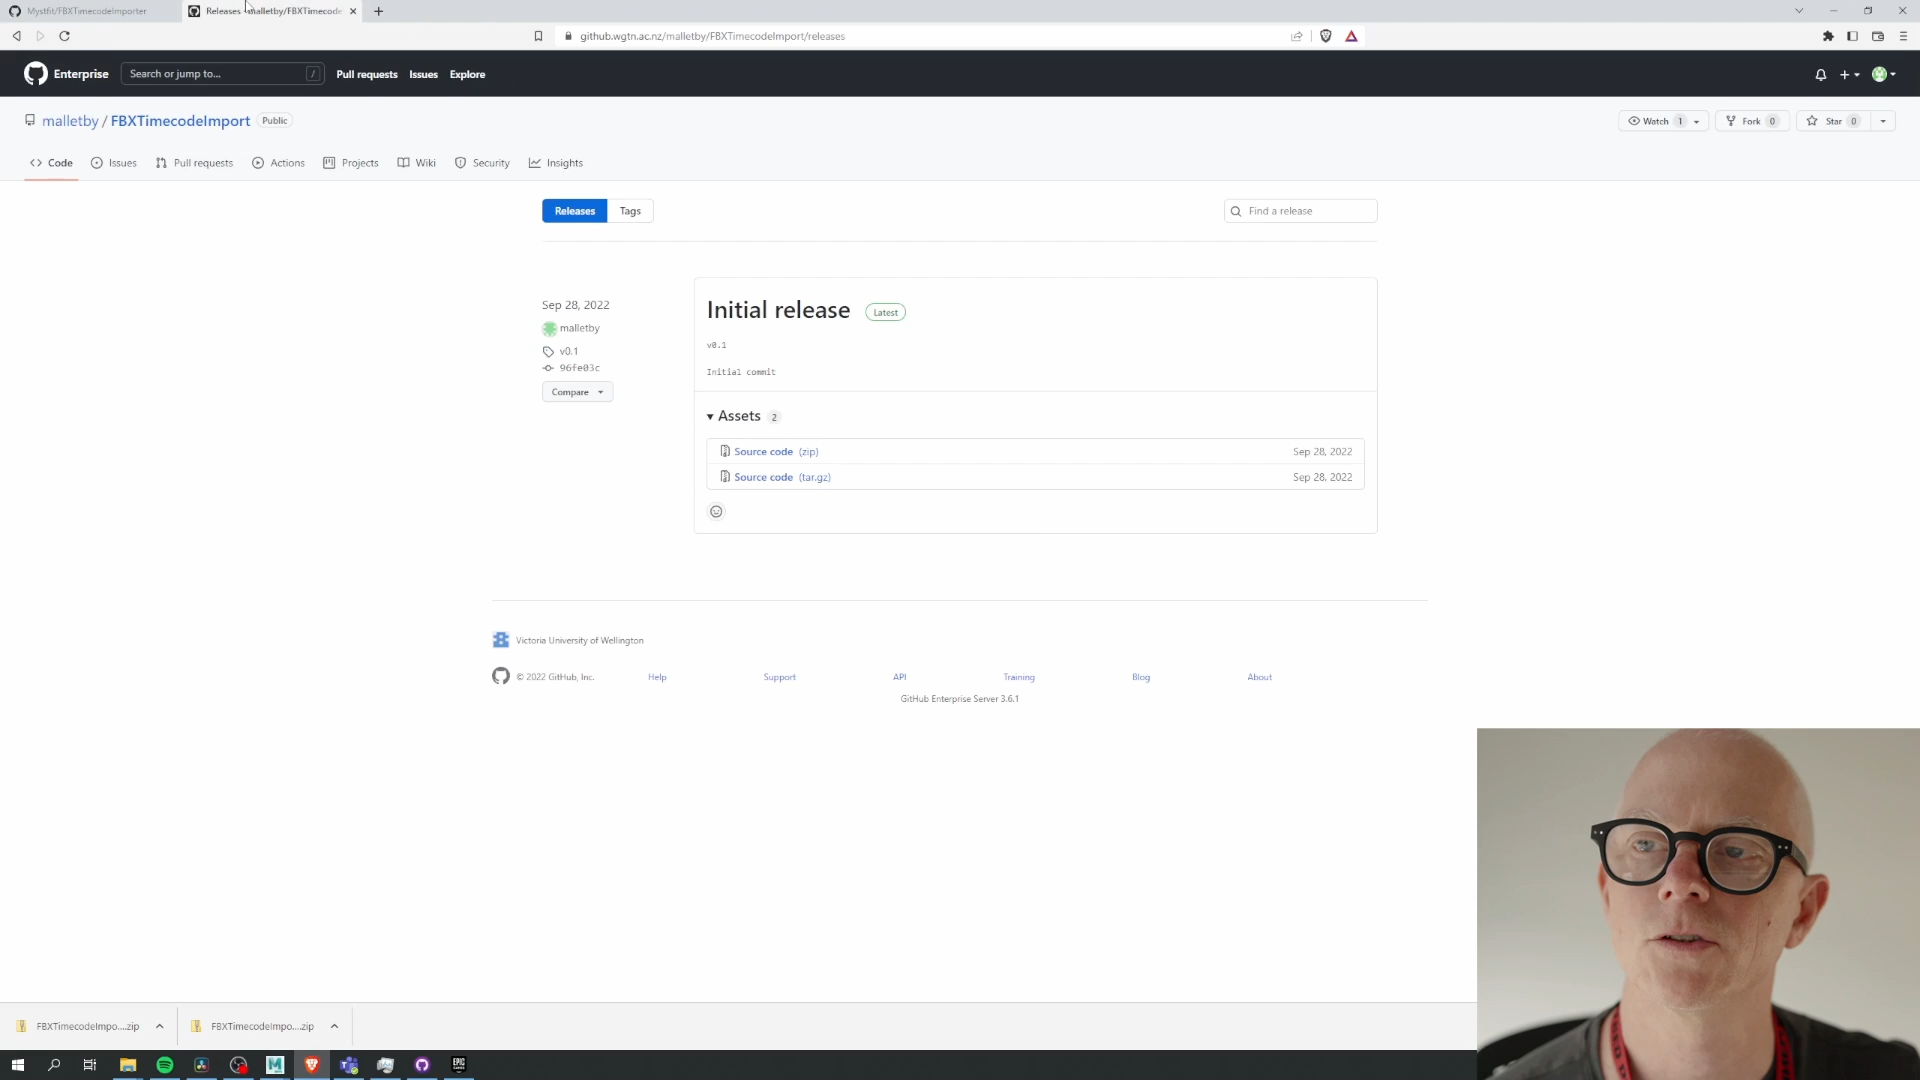 Mystfit/FBXTimecodeImporter
Releases · malletby/FBXTimecode
github.wgtn.ac.nz/malletby/FBXTimecodeImport/releases
Enterprise
Search or jump to...
/
Pull requests
Issues
Explore
malletby / FBXTimecodeImport
Public
Watch 1
Fork 0
Star 0
Code
Issues
Pull requests
Actions
Projects
Wiki
Security
Insights
Releases
Tags
Find a release
Sep 28, 2022
malletby
v0.1
96fe03c
Compare
Initial release
Latest
v0.1
Initial commit
Assets 2
Source code (zip)
Sep 28, 2022
Source code (tar.gz)
Sep 28, 2022
Victoria University of Wellington
© 2022 GitHub, Inc.
Help
Support
API
Training
Blog
About
GitHub Enterprise Server 3.6.1
FBXTimecodeImpo....zip
FBXTimecodeImpo....zip
EPIC